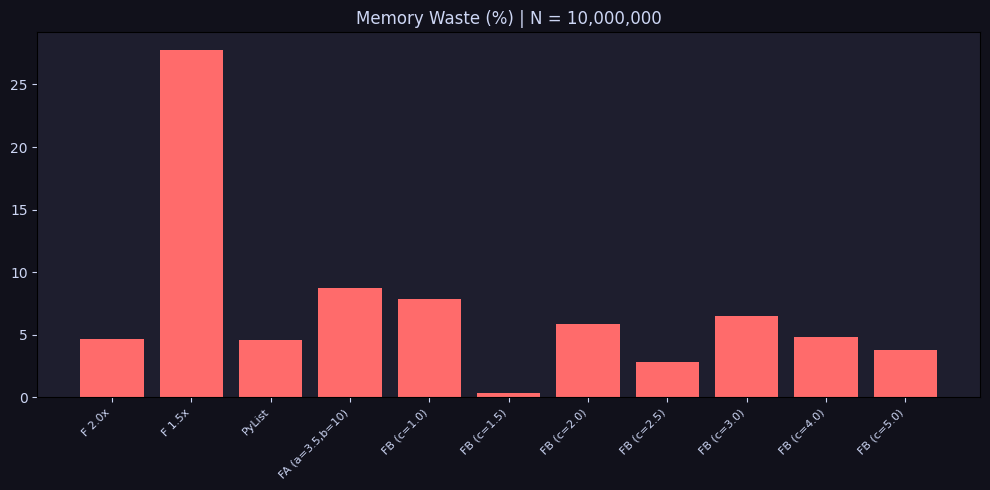 Memory Waste (%) | N = 10,000,000
25
20
15
10
5
0
F 2.0x
F 1.5x
PyList
FA (a=3.5,b=10)
FB (c=1.0)
FB (c=1.5)
FB (c=2.0)
FB (c=2.5)
FB (c=3.0)
FB (c=4.0)
FB (c=5.0)